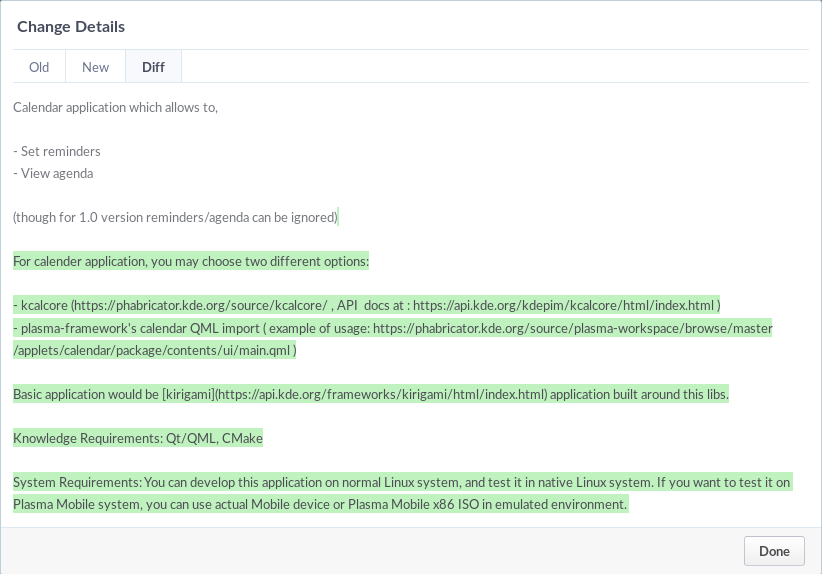 Change Details
Old
New
Diff
Calendar application which allows to,
- Set reminders
- View agenda
(though for 1.0 version reminders/agenda can be ignored)
For calender application, you may choose two different options:
- kcalcore (https://phabricator.kde.org/source/kcalcore/ , API  docs at : https://api.kde.org/kdepim/kcalcore/html/index.html )
- plasma-framework's calendar QML import ( example of usage: https://phabricator.kde.org/source/plasma-workspace/browse/master
/applets/calendar/package/contents/ui/main.qml )
Basic application would be [kirigami](https://api.kde.org/frameworks/kirigami/html/index.html) application built around this libs.
Knowledge Requirements: Qt/QML, CMake
System Requirements: You can develop this application on normal Linux system, and test it in native Linux system. If you want to test it on
Plasma Mobile system, you can use actual Mobile device or Plasma Mobile x86 ISO in emulated environment.
Done